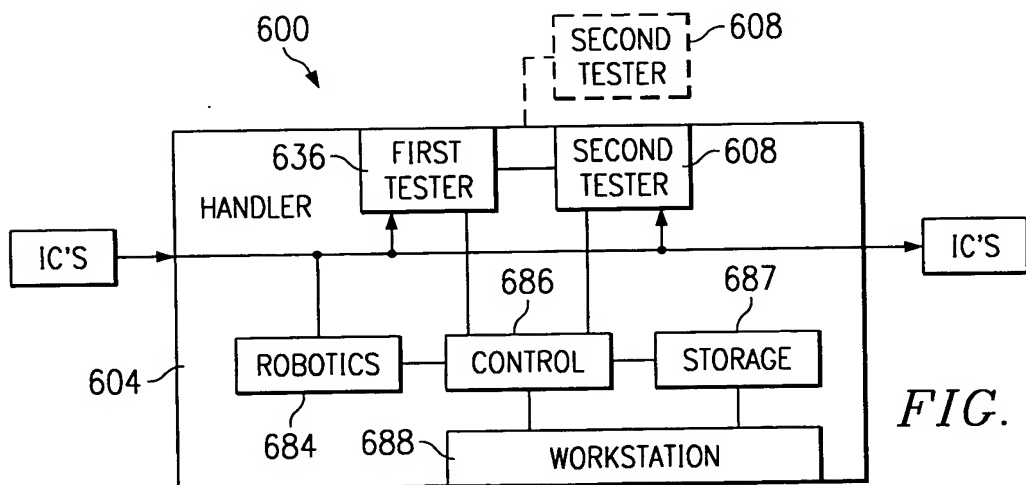 600
SECOND
TESTER
608
636
FIRST
TESTER
SECOND
TESTER
608
HANDLER
IC'S
IC'S
686
687
ROBOTICS
CONTROL
STORAGE
604
684
688
WORKSTATION
FIG.